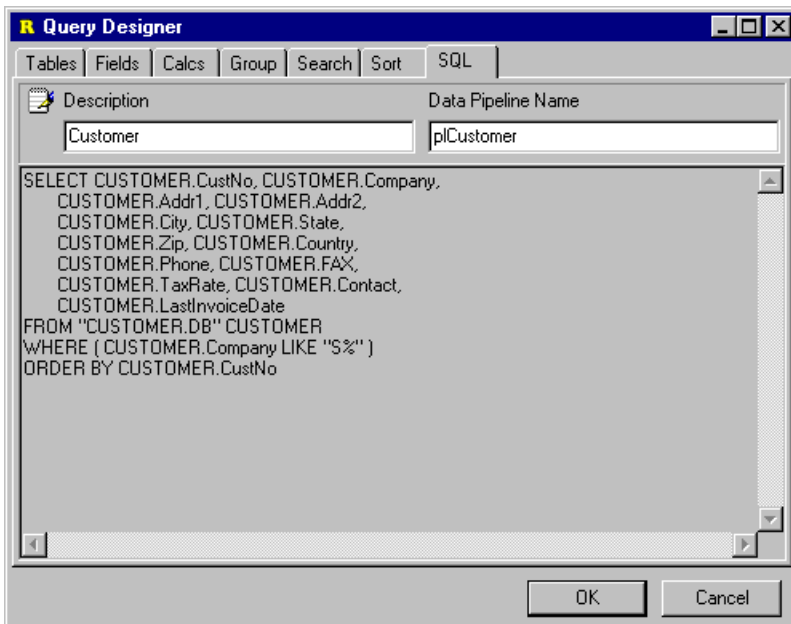 R Query Designer
Tables Fields Calcs Group Search Sort SQL
Description Data Pipeline Name
Customer plCustomer
SELECT CUSTOMER.CustNo, CUSTOMER.Company,
CUSTOMER.Addr1, CUSTOMER.Addr2,
CUSTOMER.City, CUSTOMER.State,
CUSTOMER.Zip, CUSTOMER.Country,
CUSTOMER.Phone, CUSTOMER.FAX,
CUSTOMER.TaxRate, CUSTOMER.Contact,
CUSTOMER.LastInvoiceDate
FROM "CUSTOMER.DB" CUSTOMER
WHERE ( CUSTOMER.Company LIKE "S%" )
ORDER BY CUSTOMER.CustNo
OK Cancel